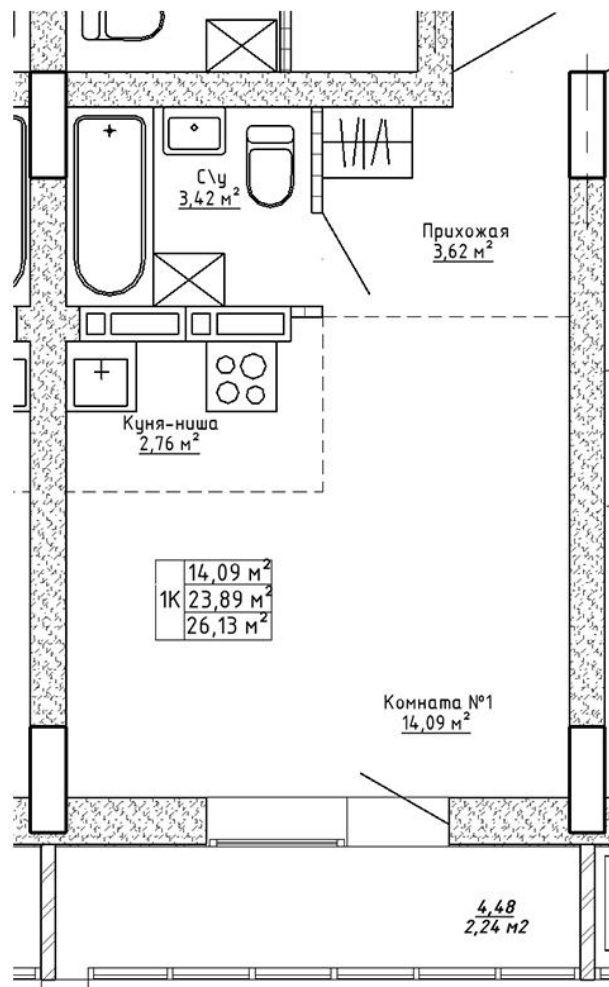 С\у
3,42 м²
Прихожая
3,62 м²
Куня-ниша
2,76 м²
14,09 м²
1К 23,89 м²
26,13 м²
Комната №1
14,09 м²
4,48
2,24 м2